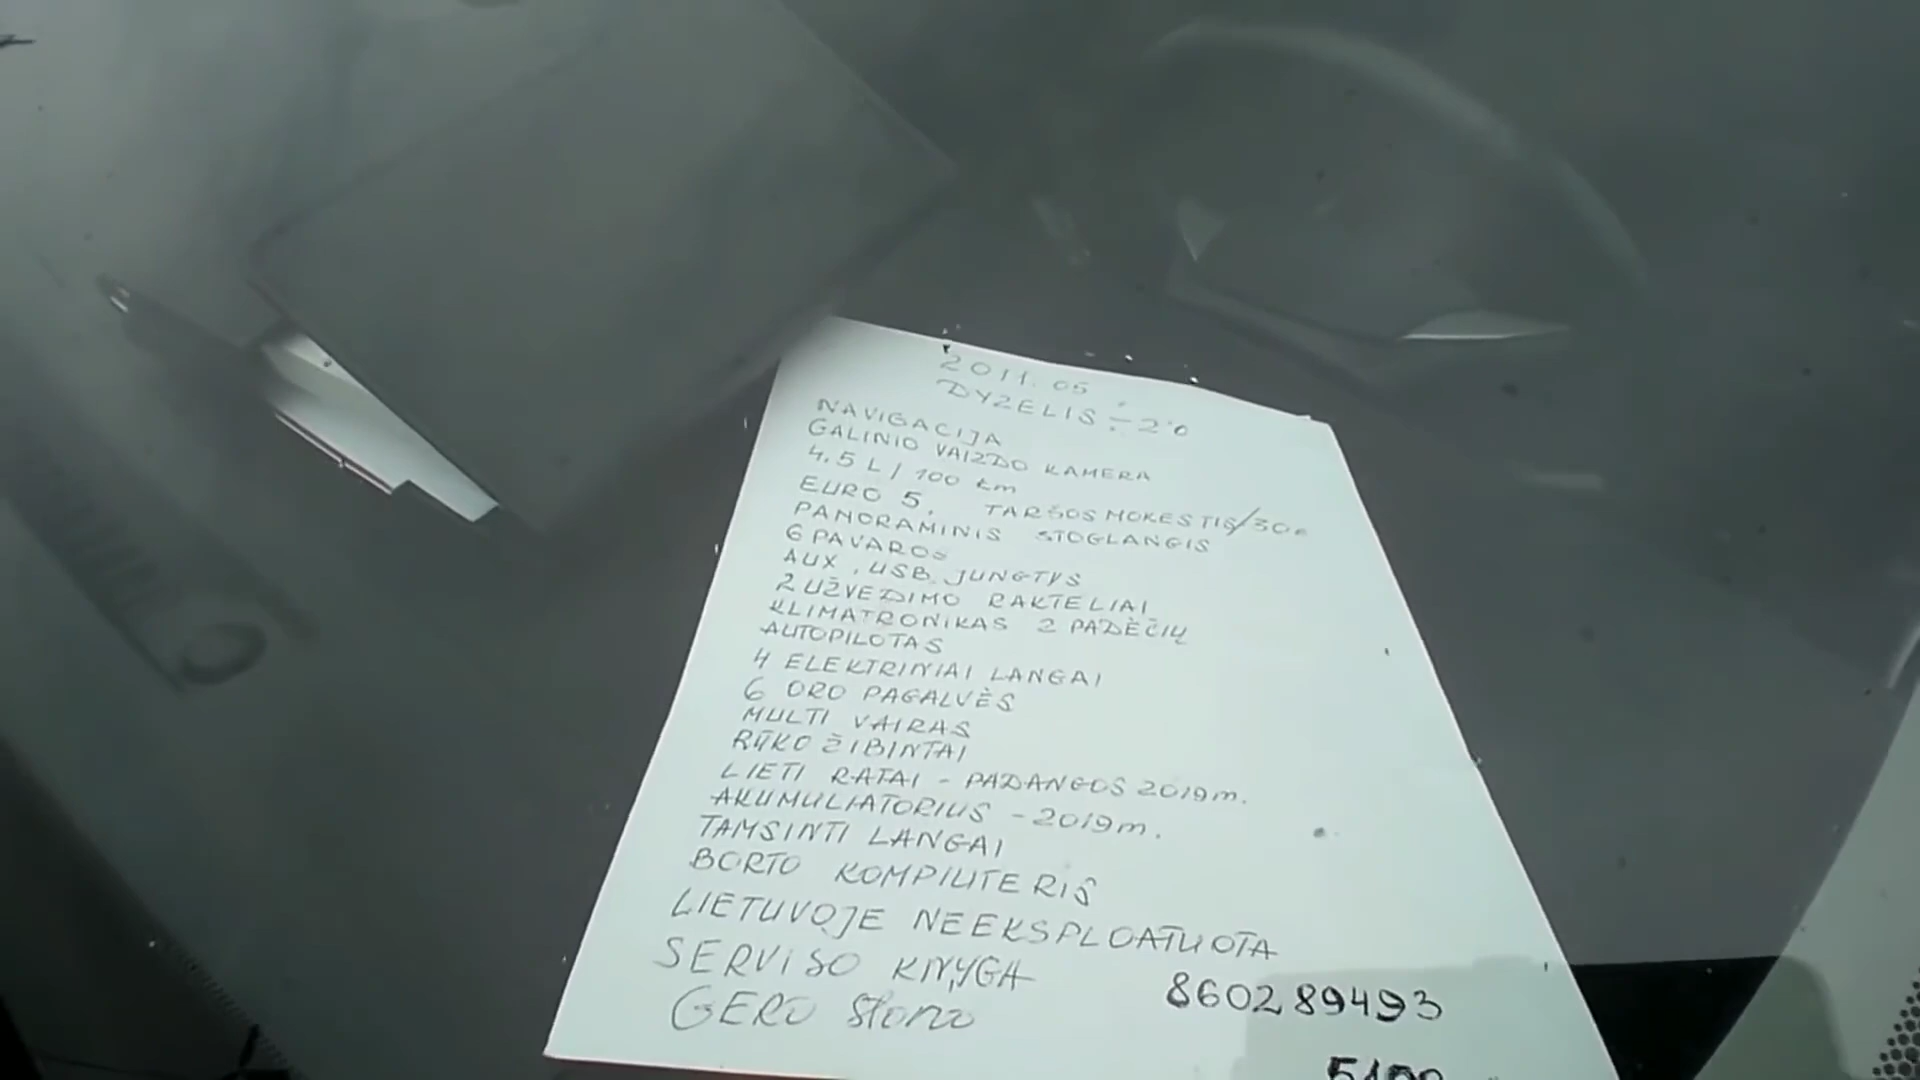 2011.05
DYZELIS - 2.0
NAVIGACIJA
GALINIO VAIZDO KAMERA
4.5 L / 100 km
EURO 5. TARŠOS MOKESTIS/30€
PANORAMINIS STOGLANGIS
6 PAVAROS
AUX, USB JUNGTYS
2 UŽVEDIMO RAKTELIAI
KLIMATRONIKAS 2 PADĖČIŲ
AUTOPILOTAS
4 ELEKTRINIAI LANGAI
6 ORO PAGALVĖS
MULTI VAIRAS
RŪKO ŽIBINTAI
LIETI RATAI - PADANGOS 2019m.
AKUMULIATORIUS - 2019m.
TAMSINTI LANGAI
BORTO KOMPIUTERIS
LIETUVOJE NEEKSPLOATUOTA
SERVISO KNYGA
860289493
GERO stovio